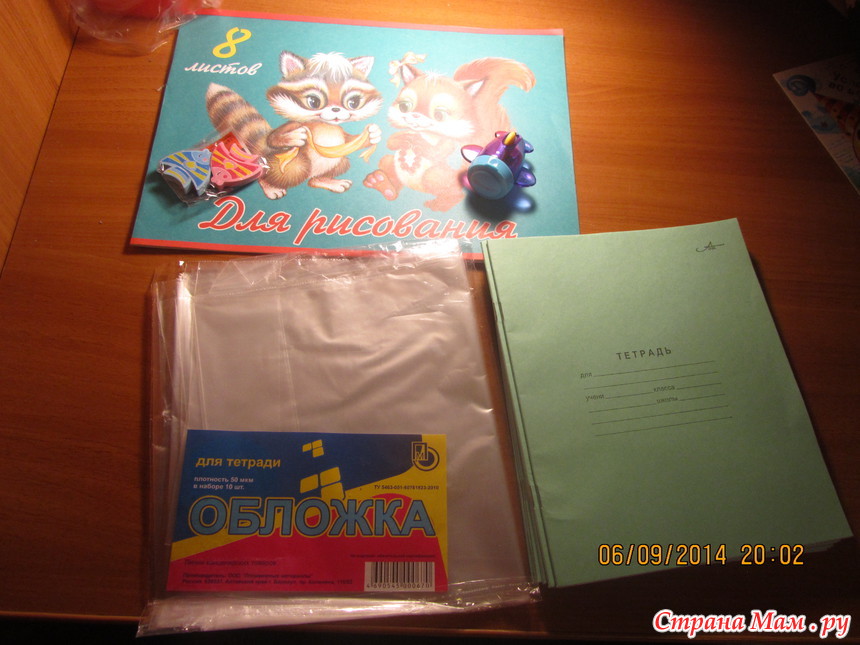 8
листов
Для рисования
ТЕТРАДЬ
для
учени класса
школы
для тетради
плотность 50 мкм
в наборе 10 шт.
ОБЛОЖКА
06/09/2014 20:02
Страна Мам.ру